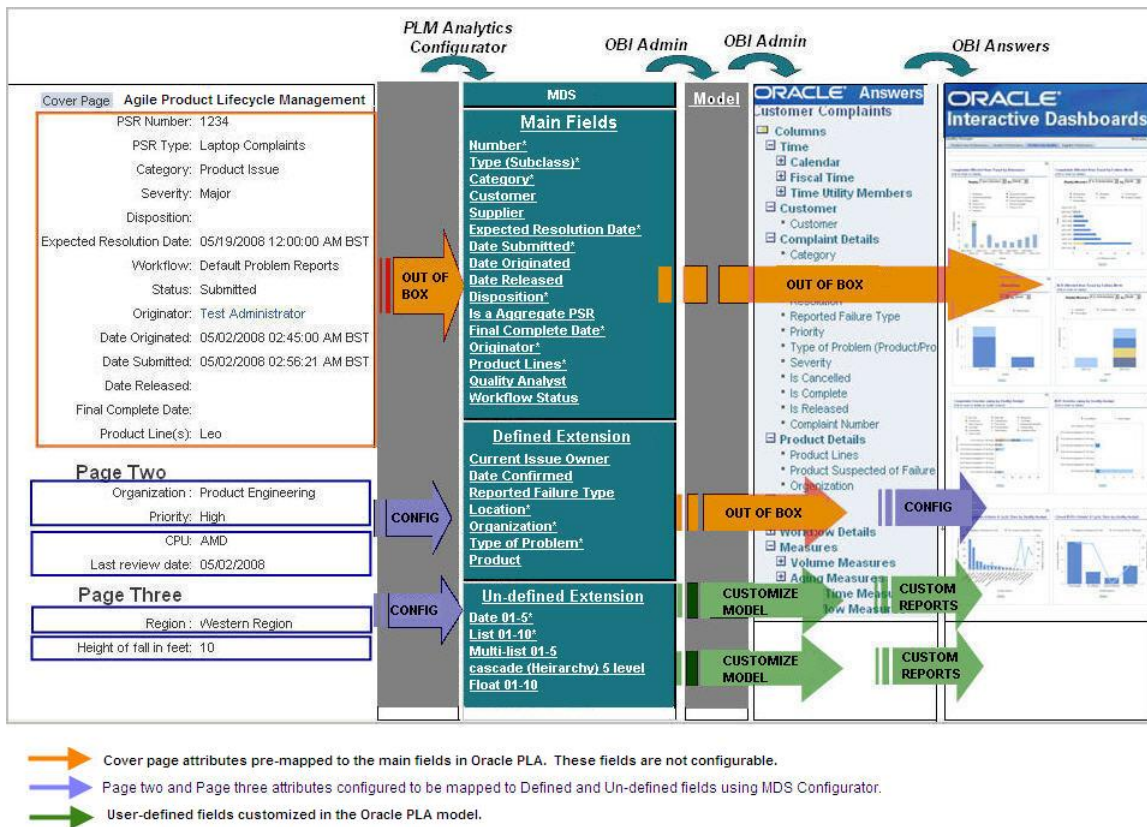 PLM Analytics
Configurator
OBI Admin
OBI Admin
OBI Answers
Cover Page Agile Product Lifecycle Management
PSR Number: 1234
PSR Type: Laptop Complaints
Category: Product Issue
Severity: Major
Disposition:
Expected Resolution Date: 05/19/2008 12:00:00 AM BST
Workflow: Default Problem Reports
Status: Submitted
Originator: Test Administrator
Date Originated: 05/02/2008 02:45:00 AM BST
Date Submitted: 05/02/2008 02:56:21 AM BST
Date Released:
Final Complete Date:
Product Line(s): Leo
Page Two
Organization : Product Engineering
Priority: High
CPU: AMD
Last review date: 05/02/2008
Page Three
Region : Western Region
Height of fall in feet: 10
OUT OF
BOX
CONFIG
CONFIG
MDS
Main Fields
Number*
Type (Subclass)*
Category*
Customer
Supplier
Expected Resolution Date*
Date Submitted*
Date Originated
Date Released
Disposition*
Is a Aggregate PSR
Final Complete Date*
Originator*
Product Lines*
Quality Analyst
Workflow Status
Defined Extension
Current Issue Owner
Date Confirmed
Reported Failure Type
Location*
Organization*
Type of Problem*
Product
Un-defined Extension
Date 01-5*
List 01-10*
Multi-list 01-5
cascade (Heirarchy) 5 level
Float 01-10
Model
ORACLE Answers
Customer Complaints
Columns
Time
Calendar
Fiscal Time
Time Utility Members
Customer
Customer
Complaint Details
Category
OUT OF BOX
Resolution
Reported Failure Type
Priority
Type of Problem (Product/Pro
Severity
Is Cancelled
Is Complete
Is Released
Complaint Number
Product Details
Product Lines
Product Suspected of Failure
Organization
OUT OF BOX
Workflow Details
Measures
Volume Measures
Aging Measures
Time Measu
low Measur
CUSTOMIZE
MODEL
CUSTOMIZE
MODEL
ORACLE
Interactive Dashboards
CONFIG
CUSTOM
REPORTS
CUSTOM
REPORTS
Cover page attributes pre-mapped to the main fields in Oracle PLA. These fields are not configurable.
Page two and Page three attributes configured to be mapped to Defined and Un-defined fields using MDS Configurator.
User-defined fields customized in the Oracle PLA model.